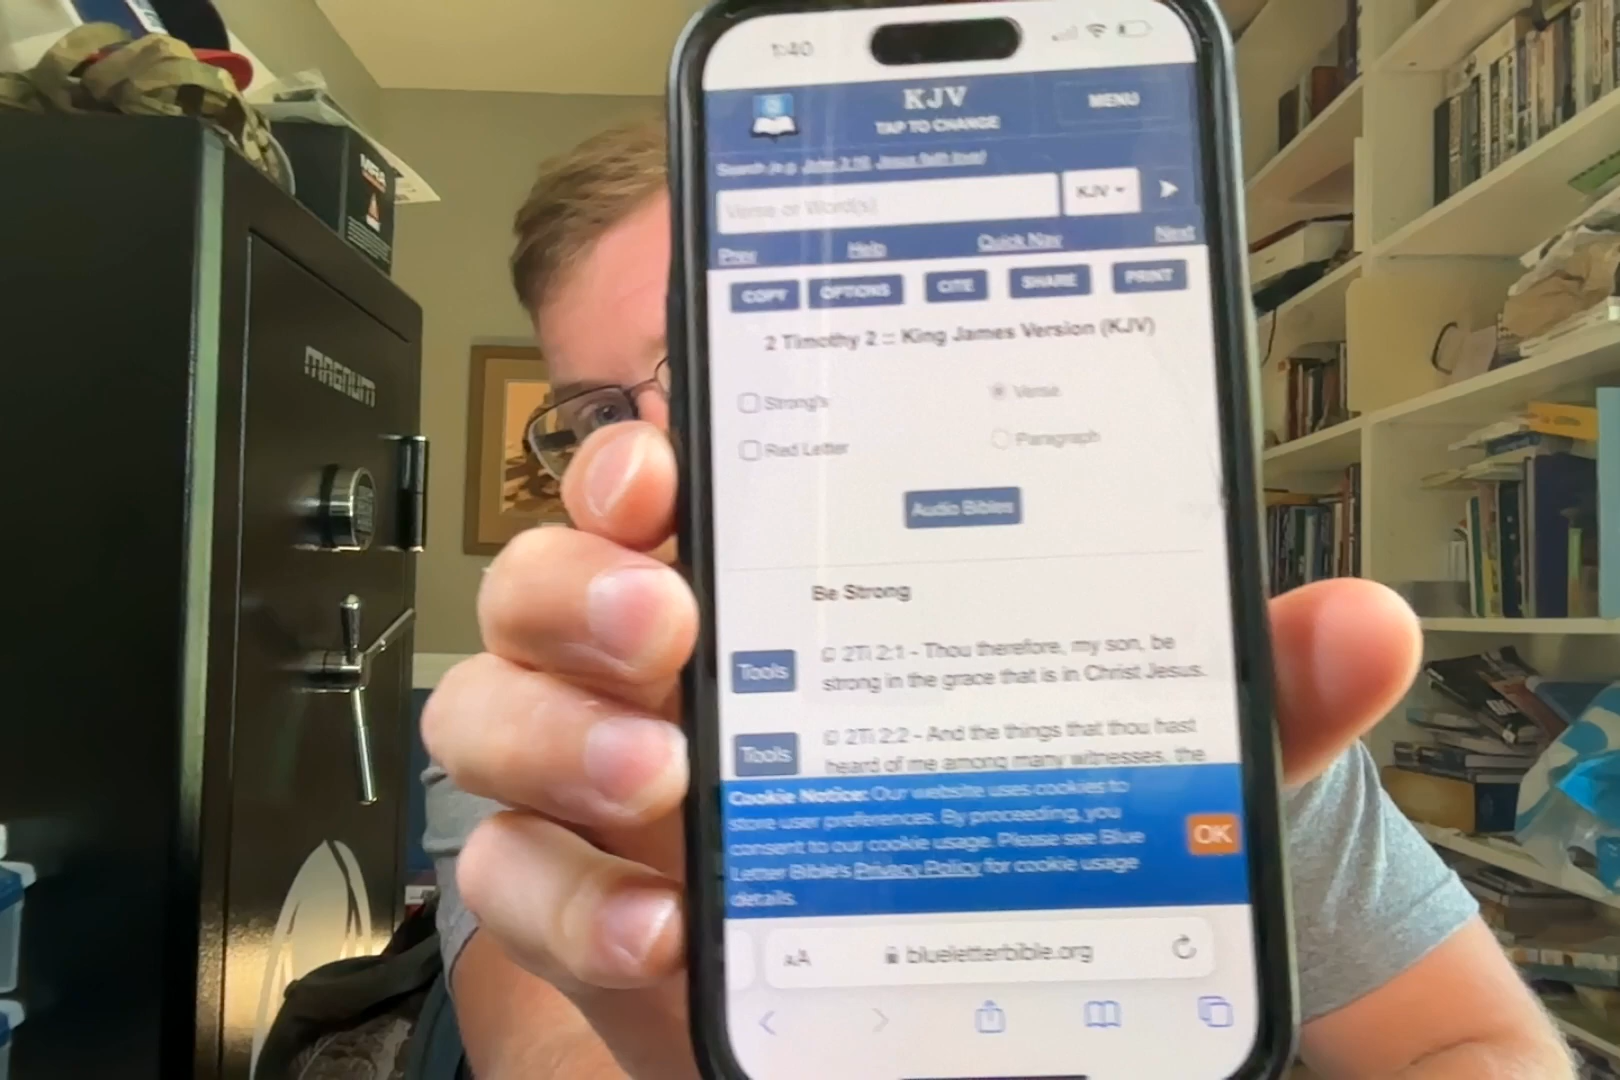 1:40
KJV
TAP TO CHANGE
MENU
Search (e.g. John 3:16, Jesus faith love)
Verse or Word(s)
KJV
Prev Help Quick Nav Next
COPY OPTIONS CITE SHARE PRINT
2 Timothy 2 :: King James Version (KJV)
Strong's Verse
Red Letter Paragraph
Audio Bibles
Be Strong
Tools
2Ti 2:1 - Thou therefore, my son, be
strong in the grace that is in Christ Jesus.
Tools
2Ti 2:2 - And the things that thou hast
heard of me among many witnesses, the
Cookie Notice: Our website uses cookies to
store user preferences. By proceeding, you
consent to our cookie usage. Please see Blue
Letter Bible's Privacy Policy for cookie usage
details.
OK
AA blueletterbible.org
MAGNUM